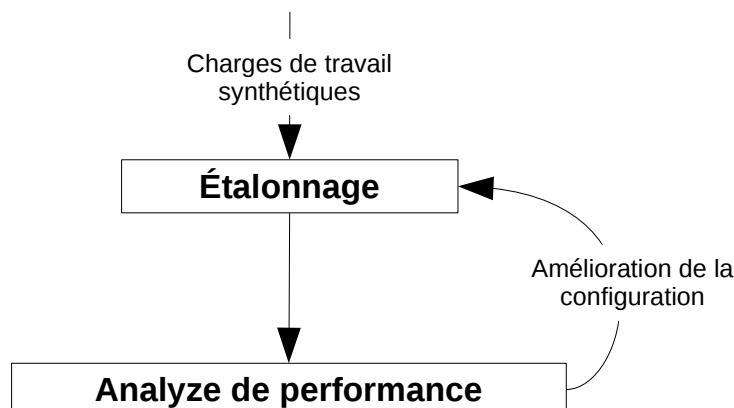 Charges de travail
synthétiques
Étalonnage
Amélioration de la
configuration
Analyze de performance